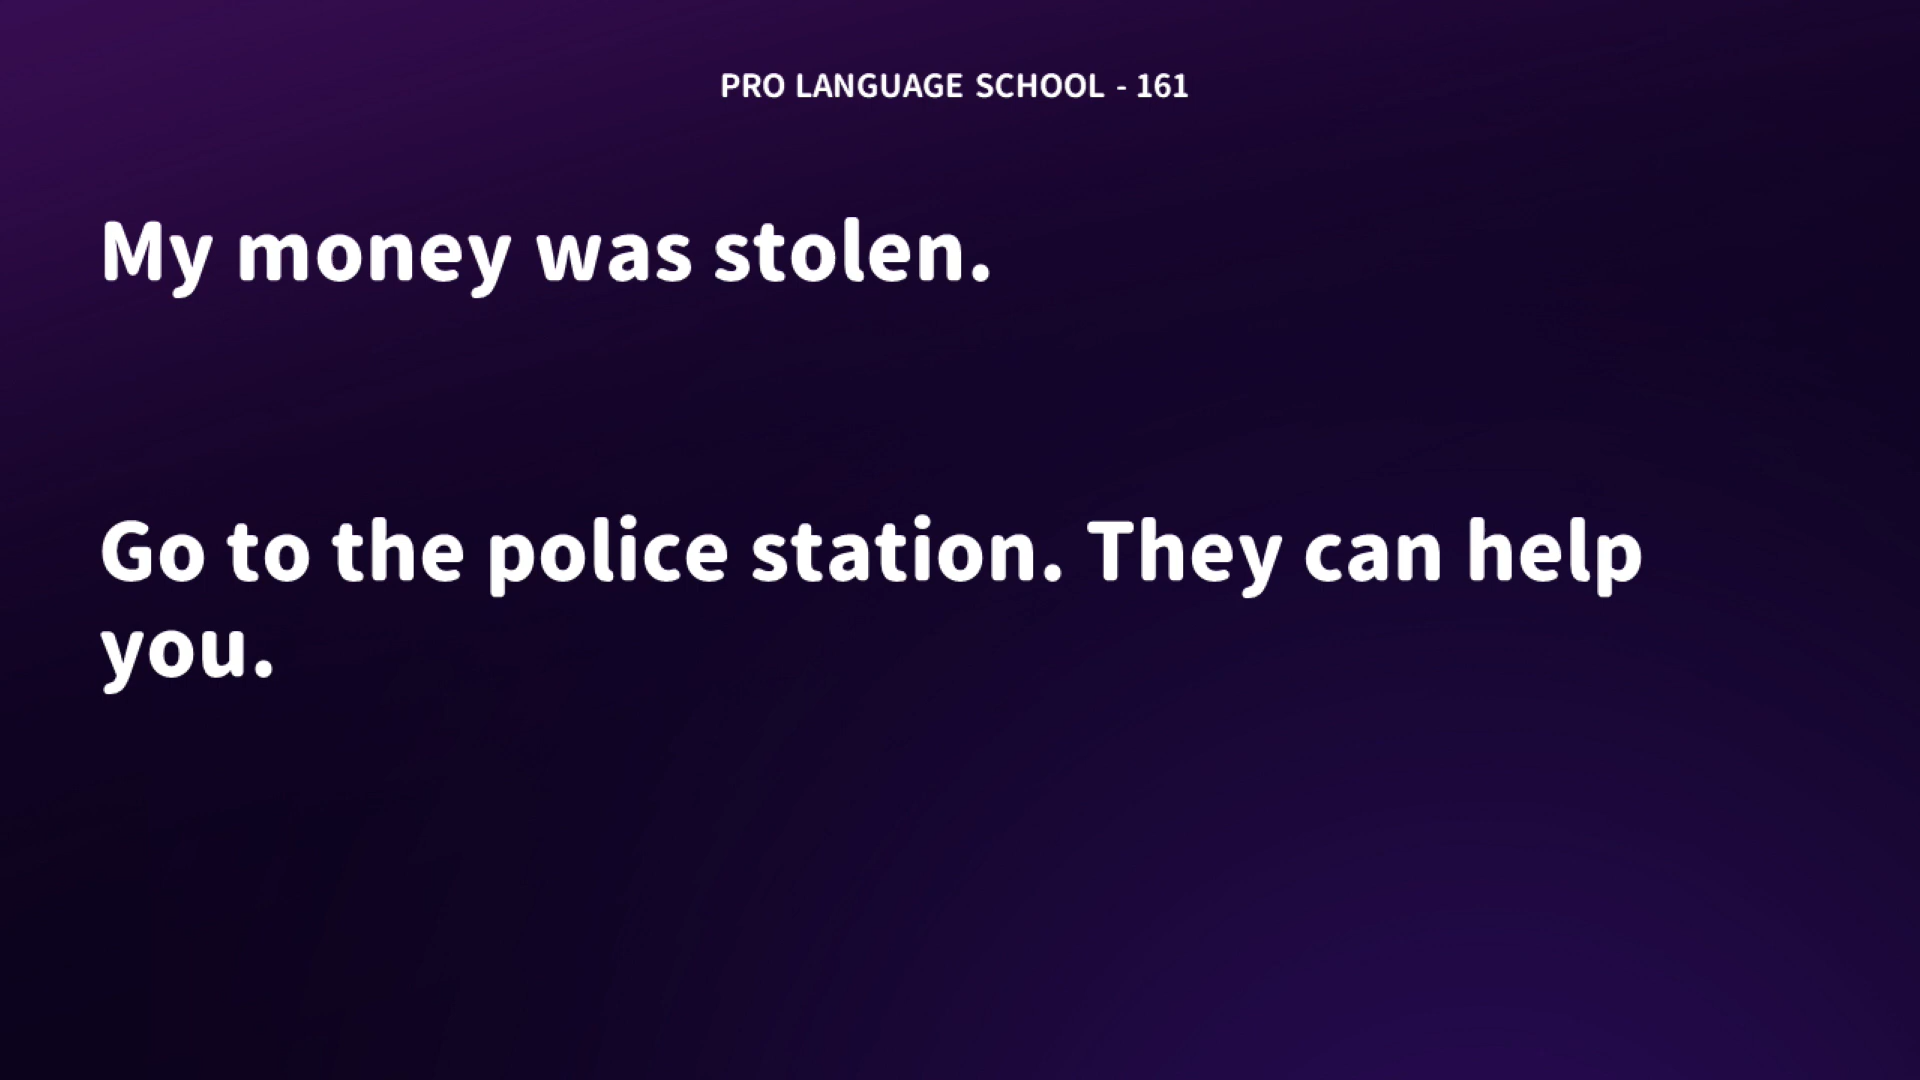 PRO LANGUAGE SCHOOL - 161
My money was stolen.
Go to the police station. They can help
you.